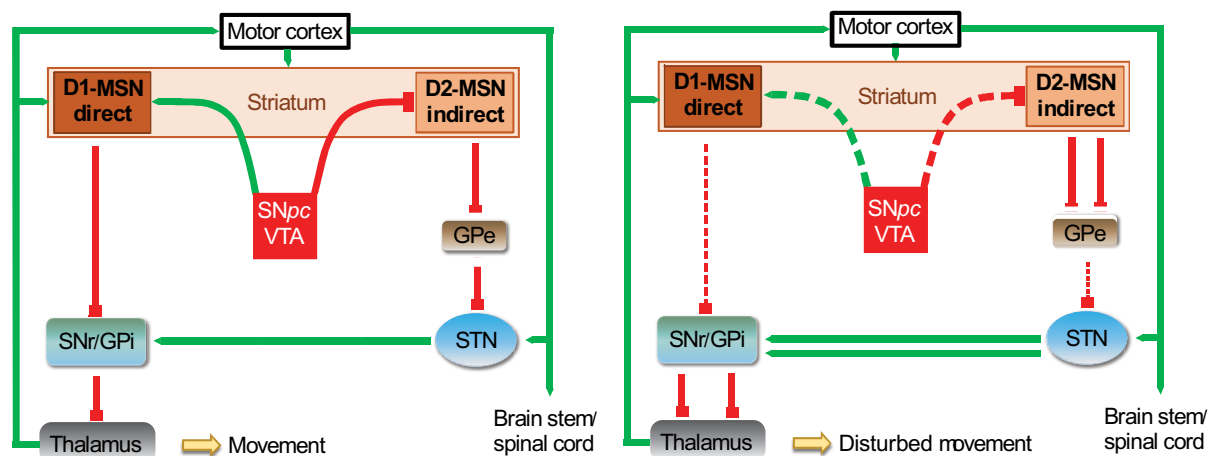 Motor cortex
D1-MSN
direct
Striatum
D2-MSN
indirect
SNpc
VTA
GPe
SNr/GPi
STN
Thalamus
Movement
Brain stem/
spinal cord
Motor cortex
D1-MSN
direct
Striatum
D2-MSN
indirect
SNpc
VTA
GPe
SNr/GPi
STN
Thalamus
Disturbed movement
Brain stem/
spinal cord